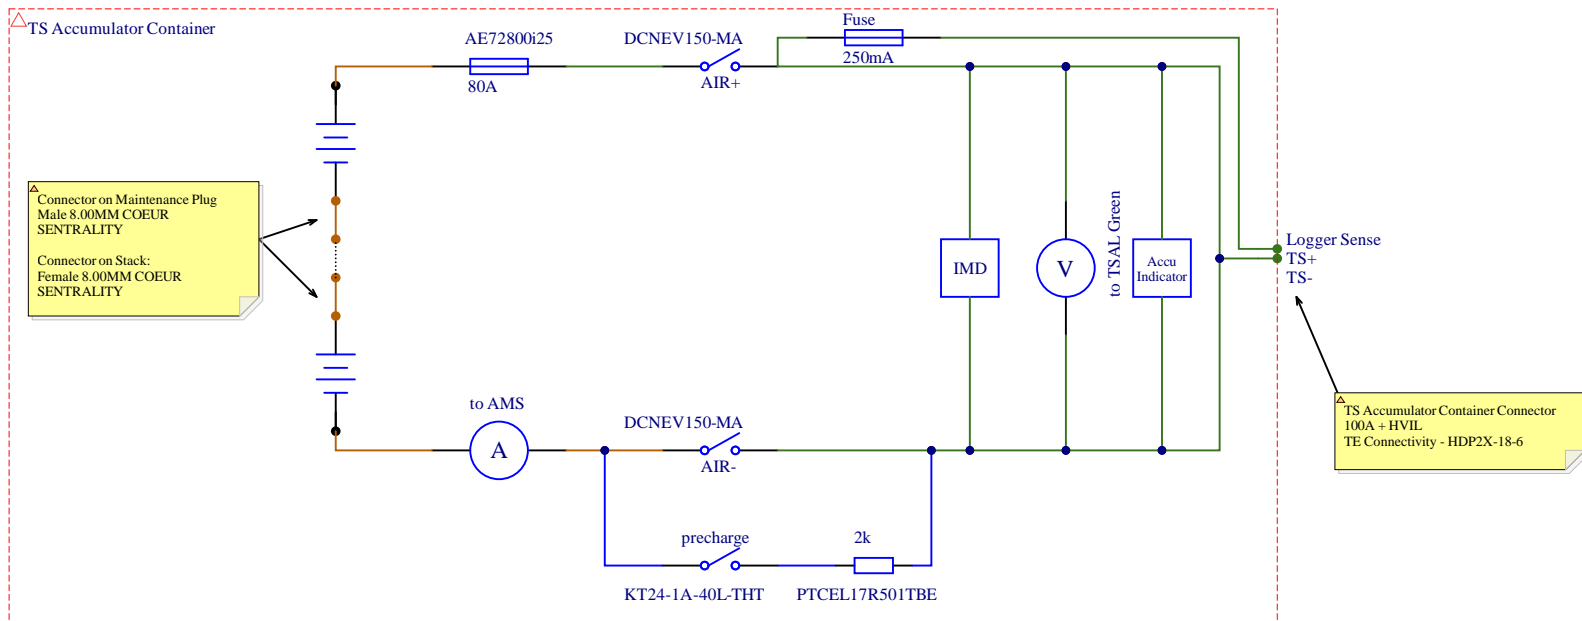 TS Accumulator Container
Fuse
250mA
AE72800i25
80A
DCNEV150-MA
AIR+
Connector on Maintenance Plug
Male 8.00MM COEUR
SENTRALITY
Connector on Stack:
Female 8.00MM COEUR
SENTRALITY
IMD
V
to TSAL Green
Accu
Indicator
Logger Sense
TS+
TS-
to AMS
A
DCNEV150-MA
AIR-
TS Accumulator Container Connector
100A + HVIL
TE Connectivity - HDP2X-18-6
precharge
2k
KT24-1A-40L-THT
PTCEL17R501TBE